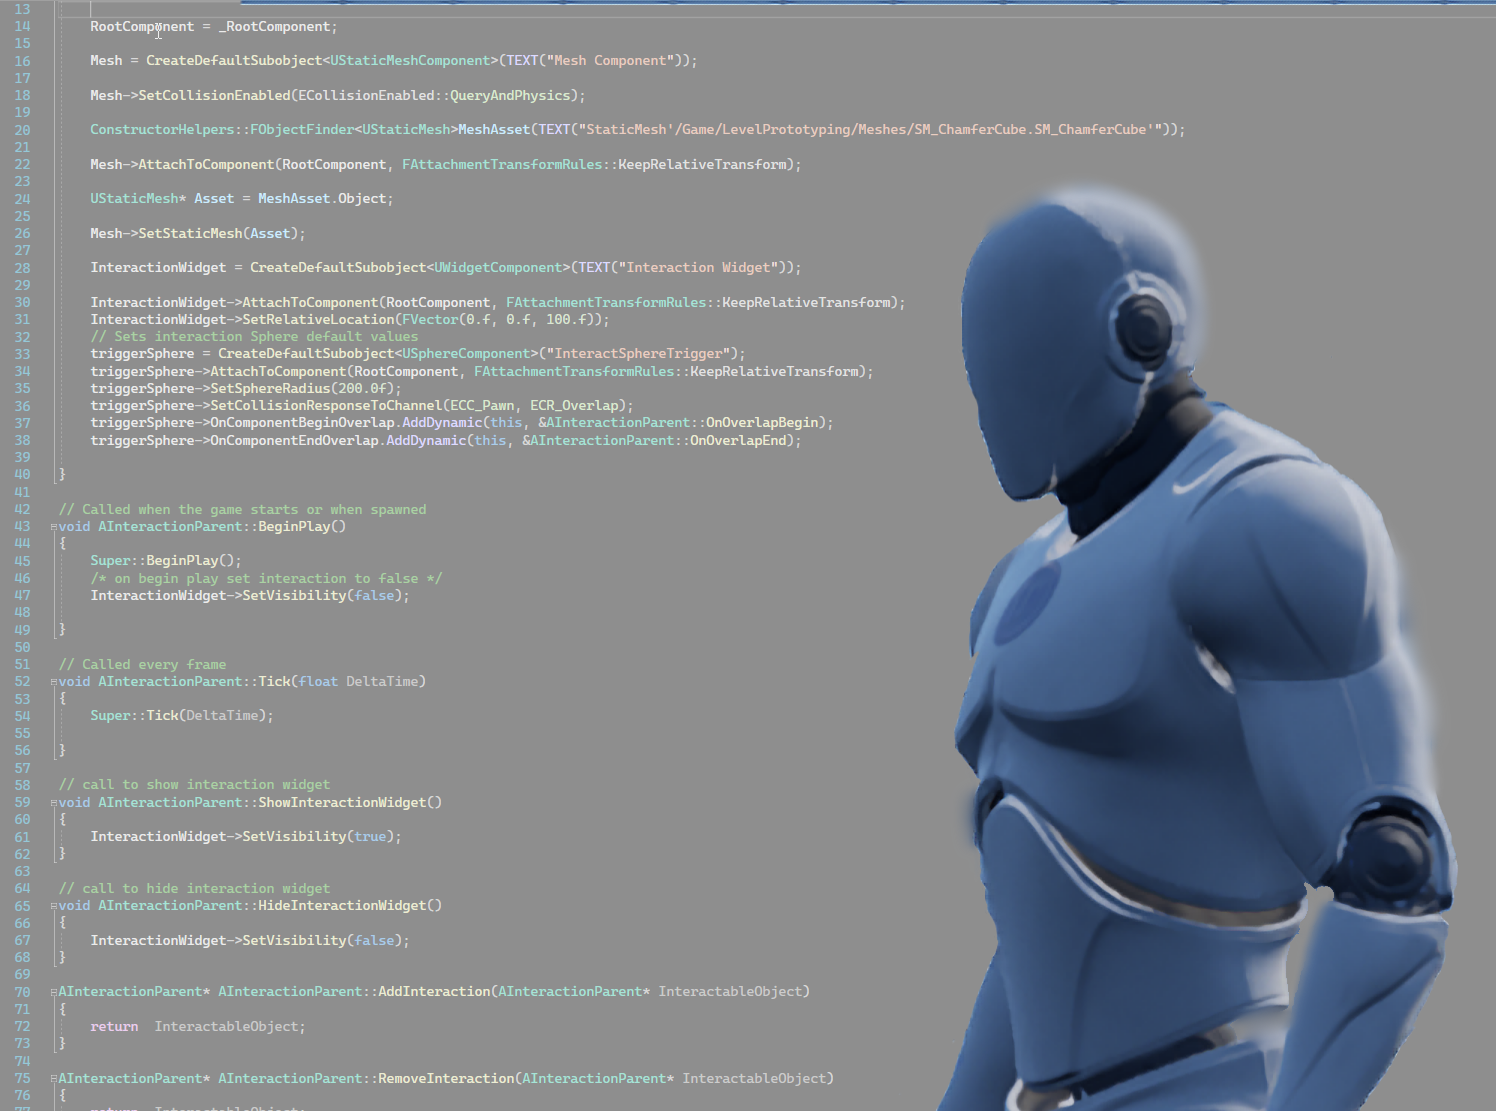 13
14 RootComponent = _RootComponent;
15
16 Mesh = CreateDefaultSubobject<UStaticMeshComponent>(TEXT("Mesh Component"));
17
18 Mesh->SetCollisionEnabled(ECollisionEnabled::QueryAndPhysics);
19
20 ConstructorHelpers::FObjectFinder<UStaticMesh>MeshAsset(TEXT("StaticMesh'/Game/LevelPrototyping/Meshes/SM_ChamferCube.SM_ChamferCube'"));
21
22 Mesh->AttachToComponent(RootComponent, FAttachmentTransformRules::KeepRelativeTransform);
23
24 UStaticMesh* Asset = MeshAsset.Object;
25
26 Mesh->SetStaticMesh(Asset);
27
28 InteractionWidget = CreateDefaultSubobject<UWidgetComponent>(TEXT("Interaction Widget"));
29
30 InteractionWidget->AttachToComponent(RootComponent, FAttachmentTransformRules::KeepRelativeTransform);
31 InteractionWidget->SetRelativeLocation(FVector(0.f, 0.f, 100.f));
32 // Sets interaction Sphere default values
33 triggerSphere = CreateDefaultSubobject<USphereComponent>("InteractSphereTrigger");
34 triggerSphere->AttachToComponent(RootComponent, FAttachmentTransformRules::KeepRelativeTransform);
35 triggerSphere->SetSphereRadius(200.0f);
36 triggerSphere->SetCollisionResponseToChannel(ECC_Pawn, ECR_Overlap);
37 triggerSphere->OnComponentBeginOverlap.AddDynamic(this, &AInteractionParent::OnOverlapBegin);
38 triggerSphere->OnComponentEndOverlap.AddDynamic(this, &AInteractionParent::OnOverlapEnd);
39
40 }
41
42 // Called when the game starts or when spawned
43 void AInteractionParent::BeginPlay()
44 {
45 Super::BeginPlay();
46 /* on begin play set interaction to false */
47 InteractionWidget->SetVisibility(false);
48
49 }
50
51 // Called every frame
52 void AInteractionParent::Tick(float DeltaTime)
53 {
54 Super::Tick(DeltaTime);
55
56 }
57
58 // call to show interaction widget
59 void AInteractionParent::ShowInteractionWidget()
60 {
61 InteractionWidget->SetVisibility(true);
62 }
63
64 // call to hide interaction widget
65 void AInteractionParent::HideInteractionWidget()
66 {
67 InteractionWidget->SetVisibility(false);
68 }
69
70 AInteractionParent* AInteractionParent::AddInteraction(AInteractionParent* InteractableObject)
71 {
72 return InteractableObject;
73 }
74
75 AInteractionParent* AInteractionParent::RemoveInteraction(AInteractionParent* InteractableObject)
76 {